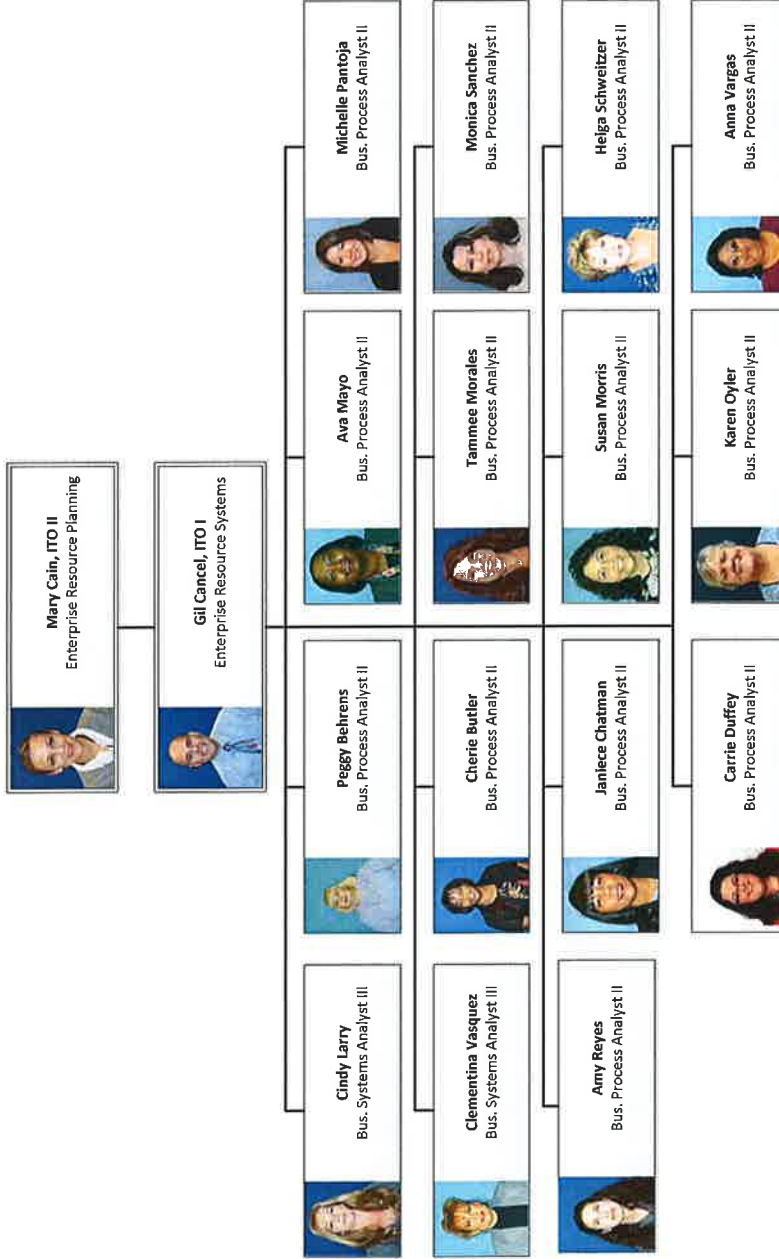 Mary Cain, ITO II
Enterprise Resource Planning
Gil Cancel, ITO I
Enterprise Resource Systems
Cindy Larry
Bus. Systems Analyst III
Peggy Behrens
Bus. Process Analyst II
Ava Mayo
Bus. Process Analyst II
Michelle Pantoja
Bus. Process Analyst II
Clementina Vasquez
Bus. Systems Analyst III
Cherie Butler
Bus. Process Analyst II
Tammee Morales
Bus. Process Analyst II
Monica Sanchez
Bus. Process Analyst II
Amy Reyes
Bus. Process Analyst II
Janiece Chatman
Bus. Process Analyst II
Susan Morris
Bus. Process Analyst II
Helga Schweitzer
Bus. Process Analyst II
Carrie Duffey
Bus. Process Analyst II
Karen Oyler
Bus. Process Analyst II
Anna Vargas
Bus. Process Analyst II